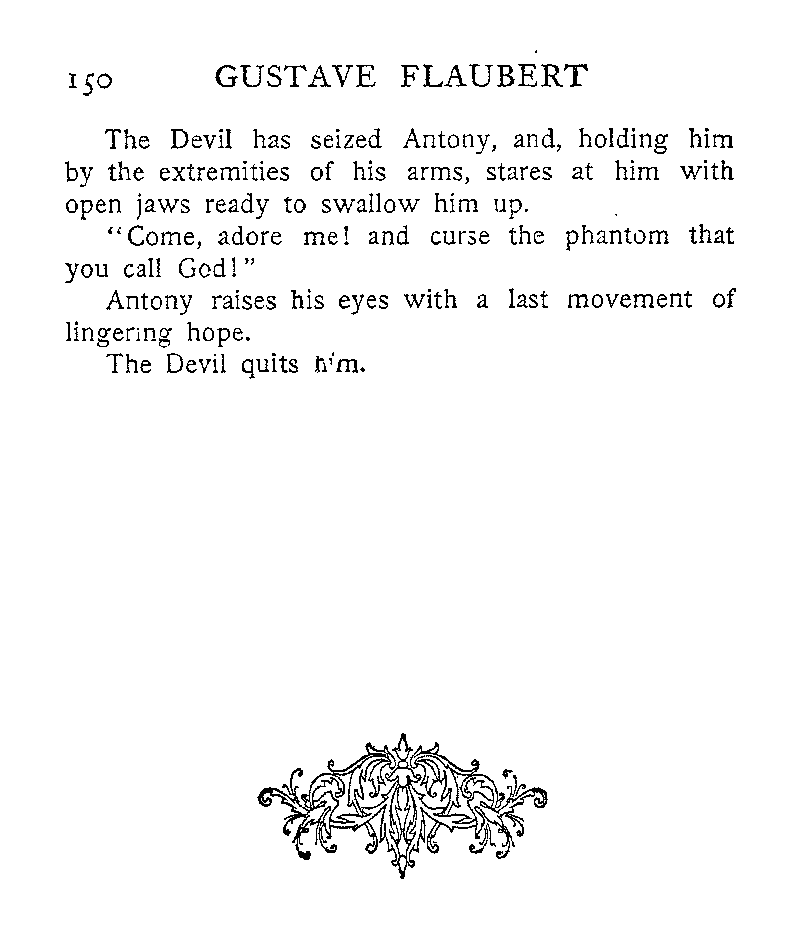 150 GUSTAVE FLAUBERT
The Devil has seized Antony, and, holding him
by the extremities of his arms, stares at him with
open jaws ready to swallow him up.
“Come, adore me! and curse the phantom that
you call God!”
Antony raises his eyes with a last movement of
lingering hope.
The Devil quits him.